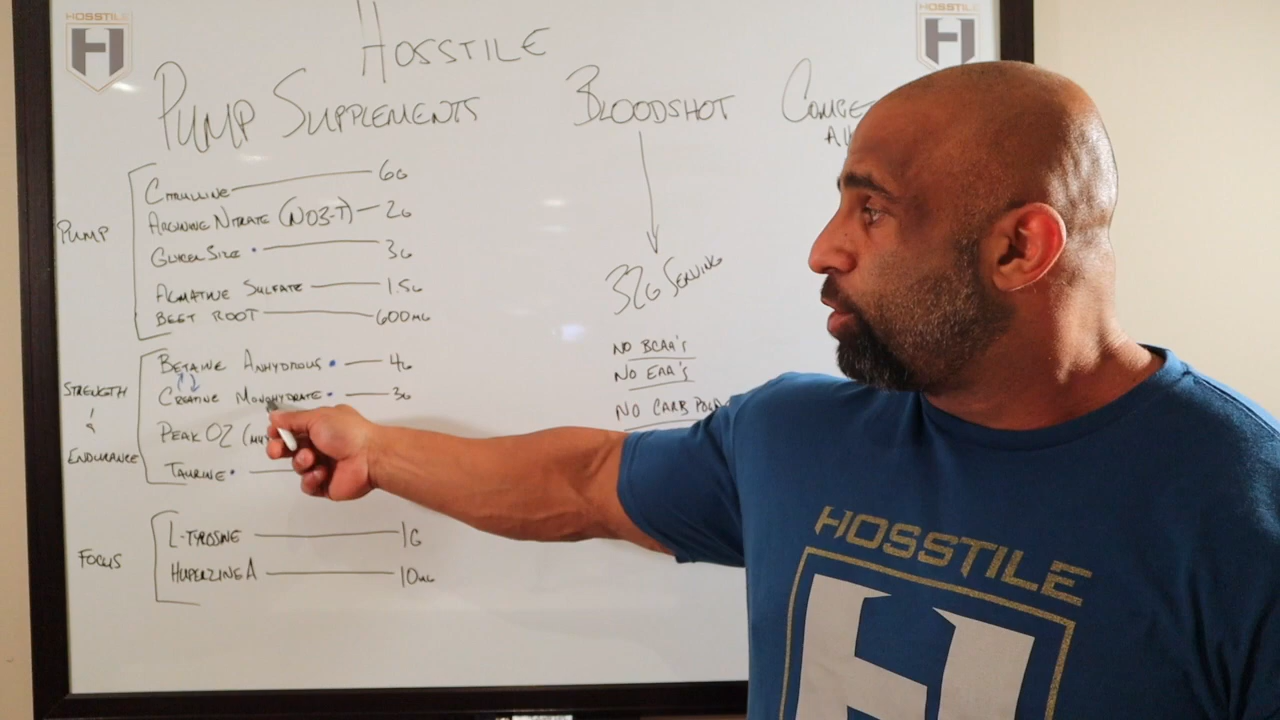 HOSSTILE
HOSSTILE
HOSSTILE
PUMP SUPPLEMENTS
BLOODSHOT
PUMP
CITRULLINE 6G
ARGININE NITRATE (NO3-T) 2G
GLYCERSIZE 3G
AGMATINE SULFATE 1.5G
BEET ROOT 600MG
STRENGTH
&
ENDURANCE
BETAINE ANHYDROUS 4G
CREATINE MONOHYDRATE 3G
PEAK O2
TAURINE
FOCUS
L-TYROSINE 1G
HUPERZINE A 10MG
32G SERVING
NO BCAA'S
NO EAA'S
NO CARB
HOSSTILE